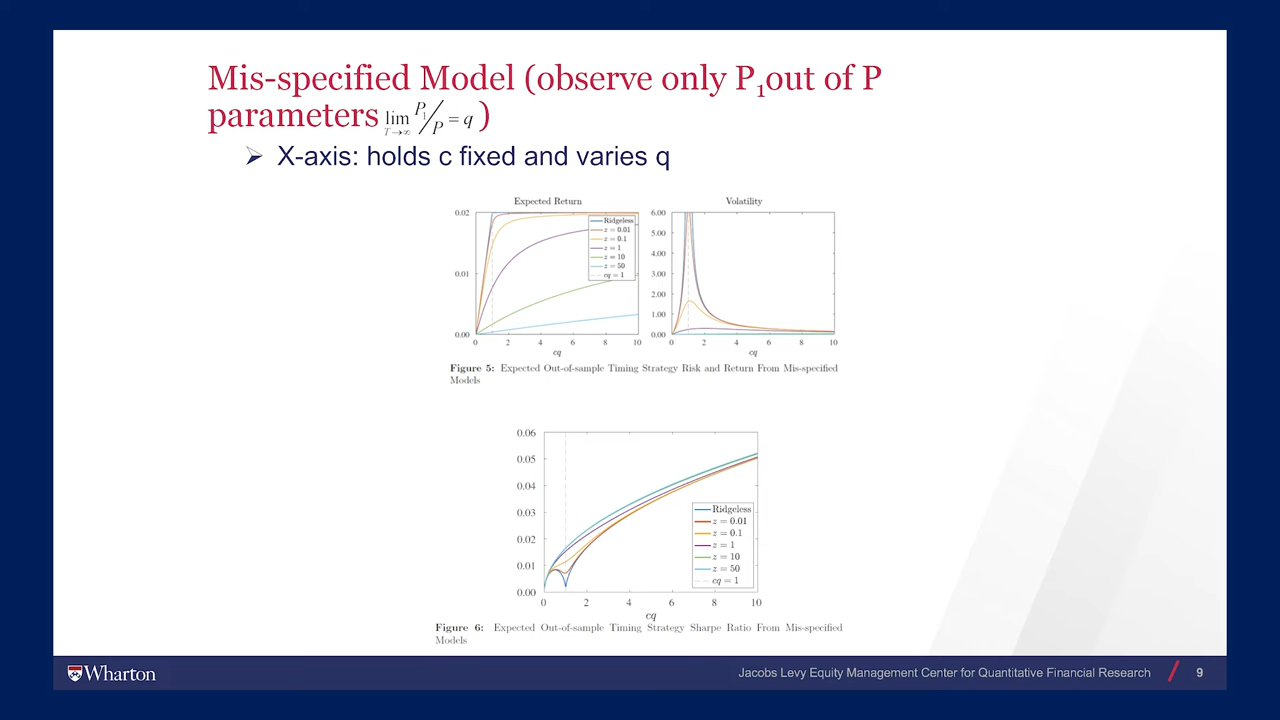 Mis-specified Model (observe only P₁out of P
parameters lim T→∞ P₁/P = q )
➢ X-axis: holds c fixed and varies q
Expected Return
0.02
0.01
0.00
0 2 4 6 8 10
cq
Ridgeless
z = 0.01
z = 0.1
z = 1
z = 10
z = 50
cq = 1
Volatility
6.00
5.00
4.00
3.00
2.00
1.00
0.00
0 2 4 6 8 10
cq
Figure 5: Expected Out-of-sample Timing Strategy Risk and Return From Mis-specified
Models
0.06
0.05
0.04
0.03
0.02
0.01
0.00
0 2 4 6 8 10
cq
Ridgeless
z = 0.01
z = 0.1
z = 1
z = 10
z = 50
cq = 1
Figure 6: Expected Out-of-sample Timing Strategy Sharpe Ratio From Mis-specified
Models
Wharton
Jacobs Levy Equity Management Center for Quantitative Financial Research / 9